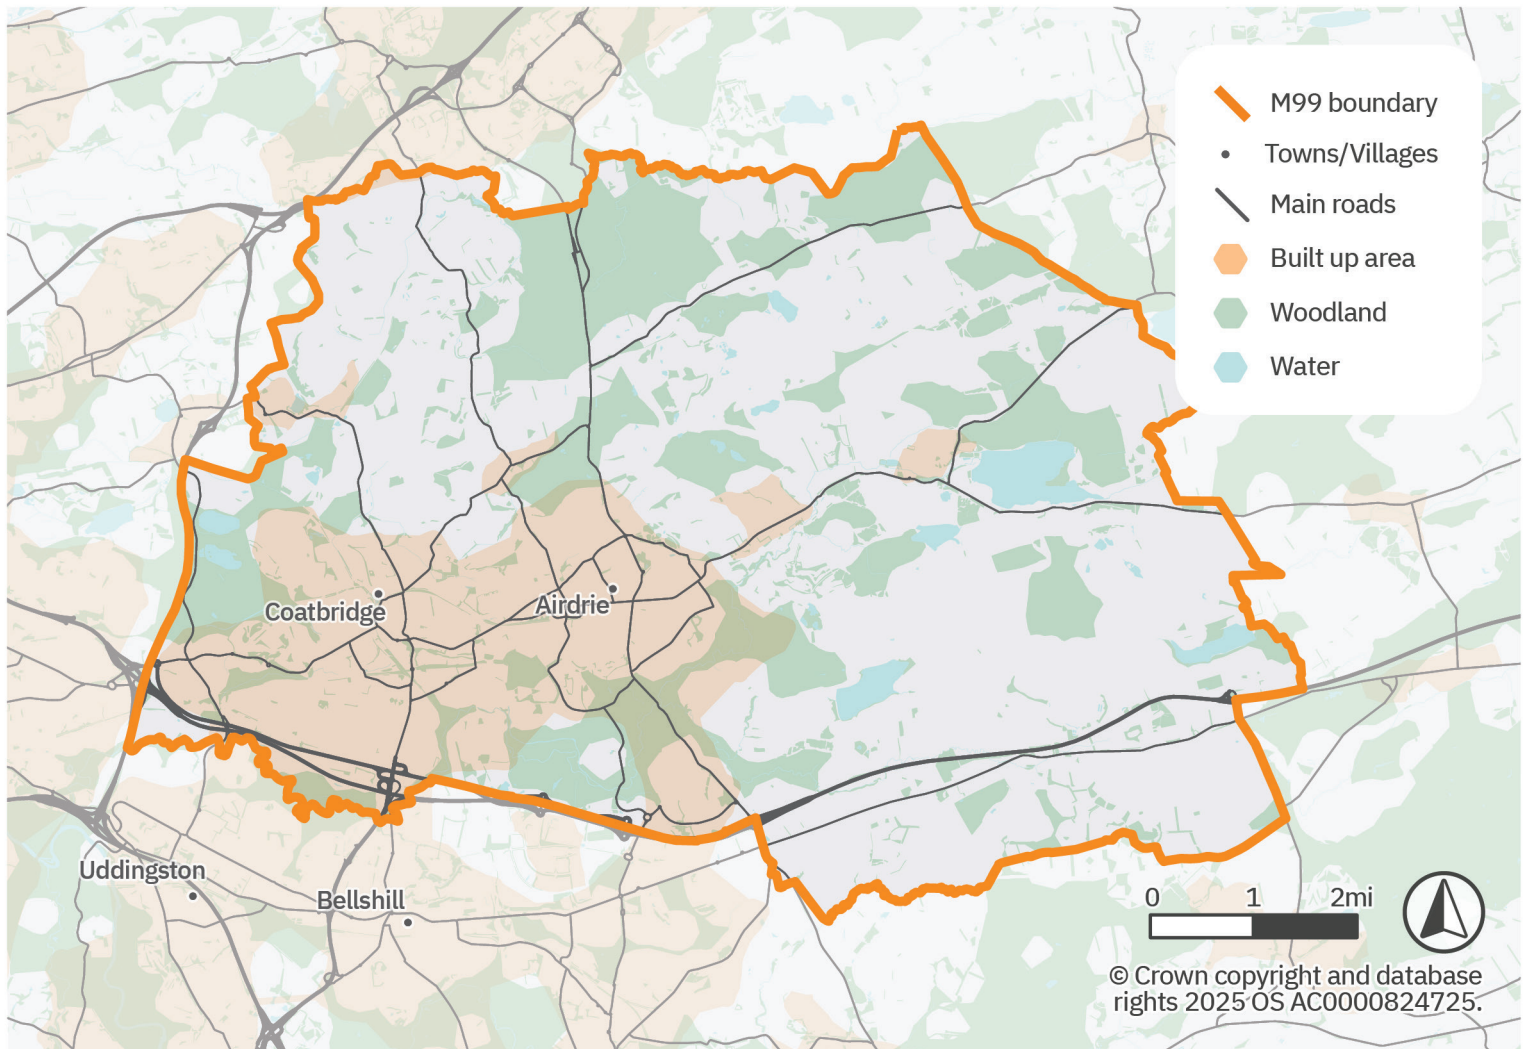 M99 boundary
Towns/Villages
Main roads
Built up area
Woodland
Water
Coatbridge
Airdrie
Uddingston
Bellshill
0 1 2mi
© Crown copyright and database
rights 2025 OS AC0000824725.